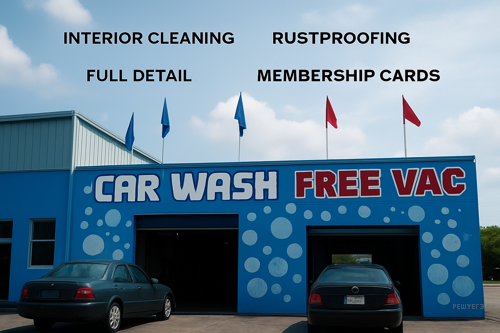 INTERIOR CLEANING RUSTPROOFING
FULL DETAIL MEMBERSHIP CARDS
CAR WASH FREE VAC